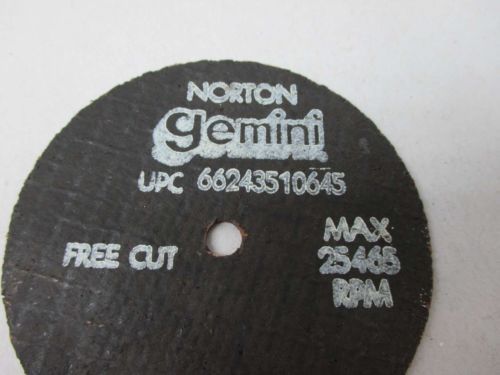 NORTON
gemini
UPC 66243510645
FREE CUT
MAX
25465
RPM